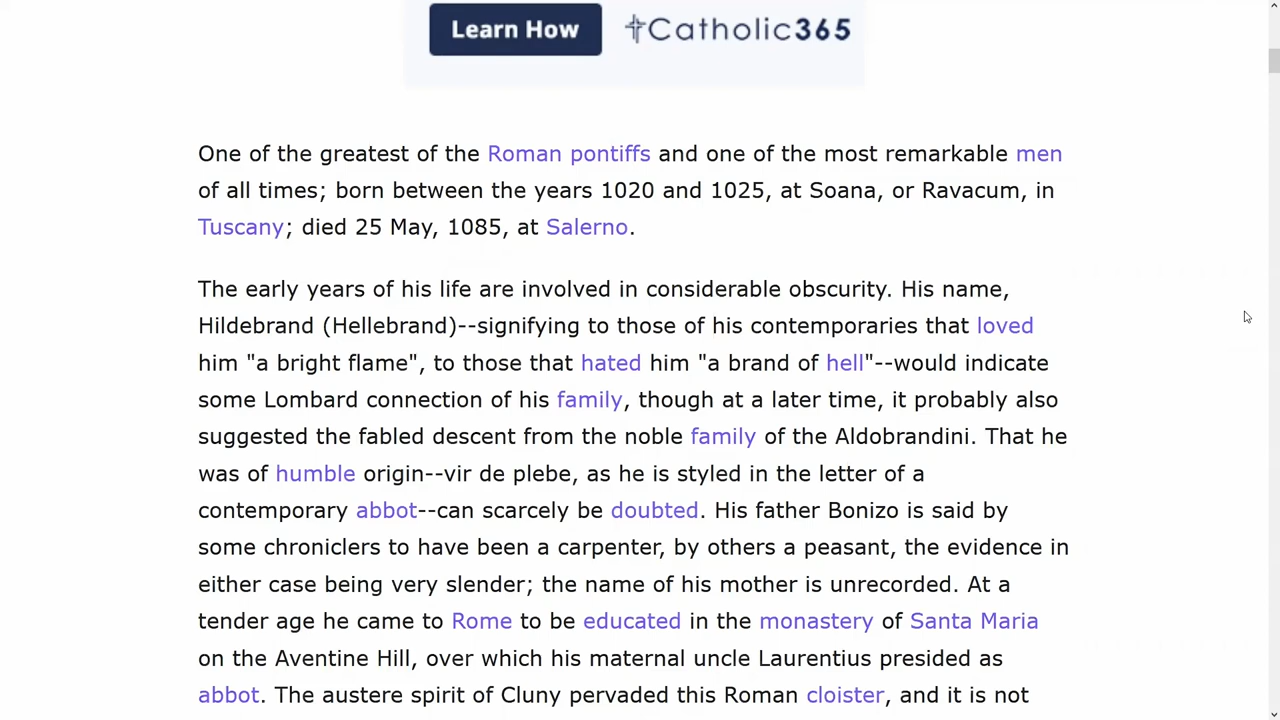 Learn How
Catholic365
One of the greatest of the Roman pontiffs and one of the most remarkable men
of all times; born between the years 1020 and 1025, at Soana, or Ravacum, in
Tuscany; died 25 May, 1085, at Salerno.
The early years of his life are involved in considerable obscurity. His name,
Hildebrand (Hellebrand)--signifying to those of his contemporaries that loved
him "a bright flame", to those that hated him "a brand of hell"--would indicate
some Lombard connection of his family, though at a later time, it probably also
suggested the fabled descent from the noble family of the Aldobrandini. That he
was of humble origin--vir de plebe, as he is styled in the letter of a
contemporary abbot--can scarcely be doubted. His father Bonizo is said by
some chroniclers to have been a carpenter, by others a peasant, the evidence in
either case being very slender; the name of his mother is unrecorded. At a
tender age he came to Rome to be educated in the monastery of Santa Maria
on the Aventine Hill, over which his maternal uncle Laurentius presided as
abbot. The austere spirit of Cluny pervaded this Roman cloister, and it is not